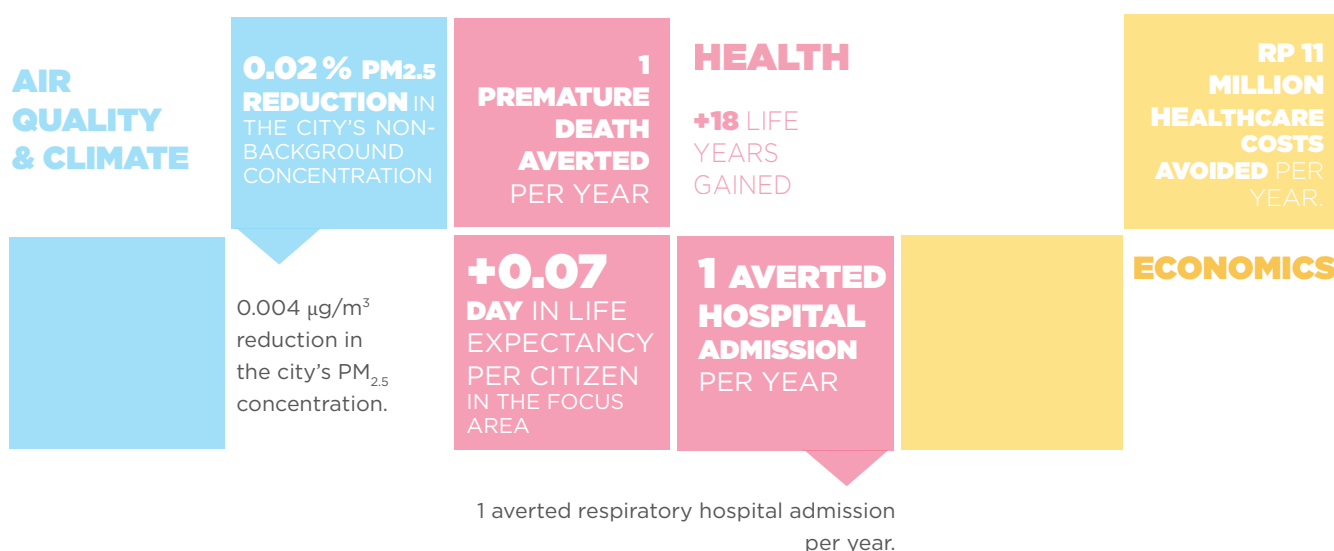 AIR
QUALITY
& CLIMATE
0.02 % PM2.5
REDUCTION IN
THE CITY'S NON-
BACKGROUND
CONCENTRATION
0.004 μg/m³
reduction in
the city's PM₂.₅
concentration.
1
PREMATURE
DEATH
AVERTED
PER YEAR
HEALTH
+18 LIFE
YEARS
GAINED
+0.07
DAY IN LIFE
EXPECTANCY
PER CITIZEN
IN THE FOCUS
AREA
1 AVERTED
HOSPITAL
ADMISSION
PER YEAR
1 averted respiratory hospital admission
per year.
RP 11
MILLION
HEALTHCARE
COSTS
AVOIDED PER
YEAR.
ECONOMICS